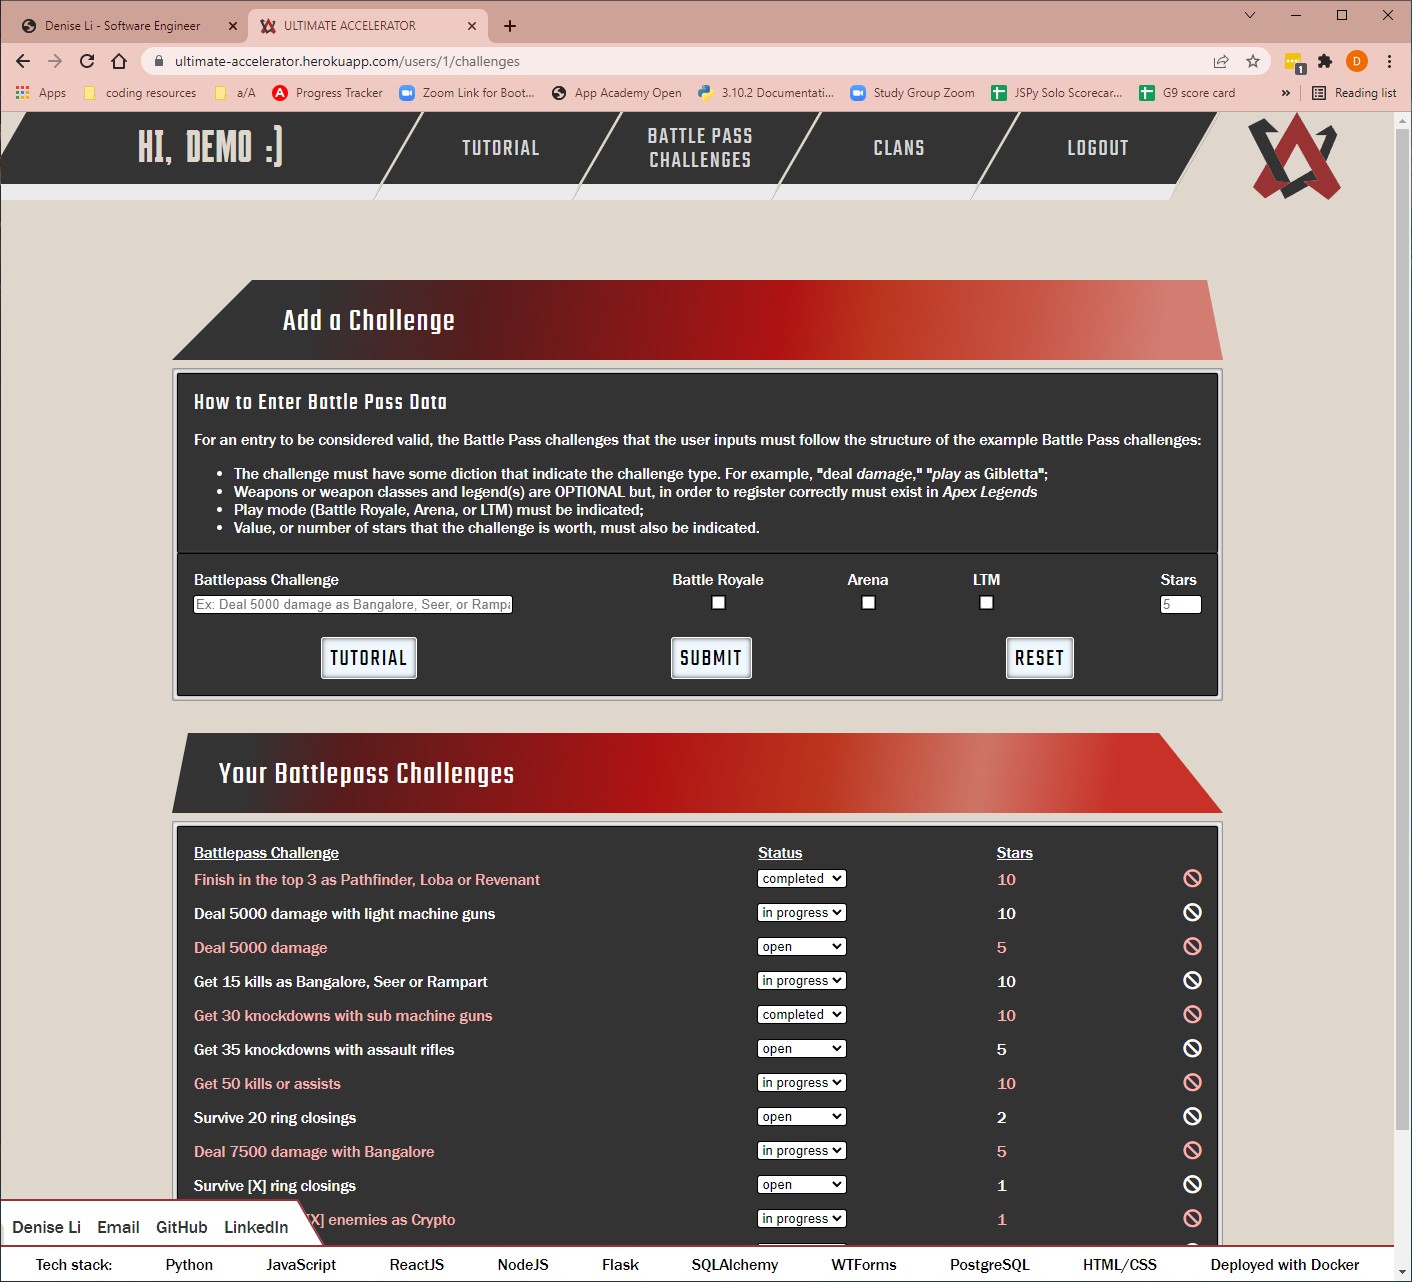 Denise Li - Software Engineer
ULTIMATE ACCELERATOR
ultimate-accelerator.herokuapp.com/users/1/challenges
1
D
Apps
coding resources
a/A
Progress Tracker
Zoom Link for Boot...
App Academy Open
3.10.2 Documentati...
Study Group Zoom
JSPy Solo Scorecar...
G9 score card
»
Reading list
HI, DEMO :)
TUTORIAL
BATTLE PASS
CHALLENGES
CLANS
LOGOUT
Add a Challenge
How to Enter Battle Pass Data
For an entry to be considered valid, the Battle Pass challenges that the user inputs must follow the structure of the example Battle Pass challenges:
• The challenge must have some diction that indicate the challenge type. For example, "deal damage," "play as Gibletta";
• Weapons or weapon classes and legend(s) are OPTIONAL but, in order to register correctly must exist in Apex Legends
• Play mode (Battle Royale, Arena, or LTM) must be indicated;
• Value, or number of stars that the challenge is worth, must also be indicated.
Battlepass Challenge Battle Royale Arena LTM Stars
Ex: Deal 5000 damage as Bangalore, Seer, or Rampa 5
TUTORIAL SUBMIT RESET
Your Battlepass Challenges
Battlepass Challenge Status Stars
Finish in the top 3 as Pathfinder, Loba or Revenant completed 10
Deal 5000 damage with light machine guns in progress 10
Deal 5000 damage open 5
Get 15 kills as Bangalore, Seer or Rampart in progress 10
Get 30 knockdowns with sub machine guns completed 10
Get 35 knockdowns with assault rifles open 5
Get 50 kills or assists in progress 10
Survive 20 ring closings open 2
Deal 7500 damage with Bangalore in progress 5
Survive [X] ring closings open 1
[X] enemies as Crypto in progress 1
Denise Li Email GitHub LinkedIn
Tech stack: Python JavaScript ReactJS NodeJS Flask SQLAlchemy WTForms PostgreSQL HTML/CSS Deployed with Docker